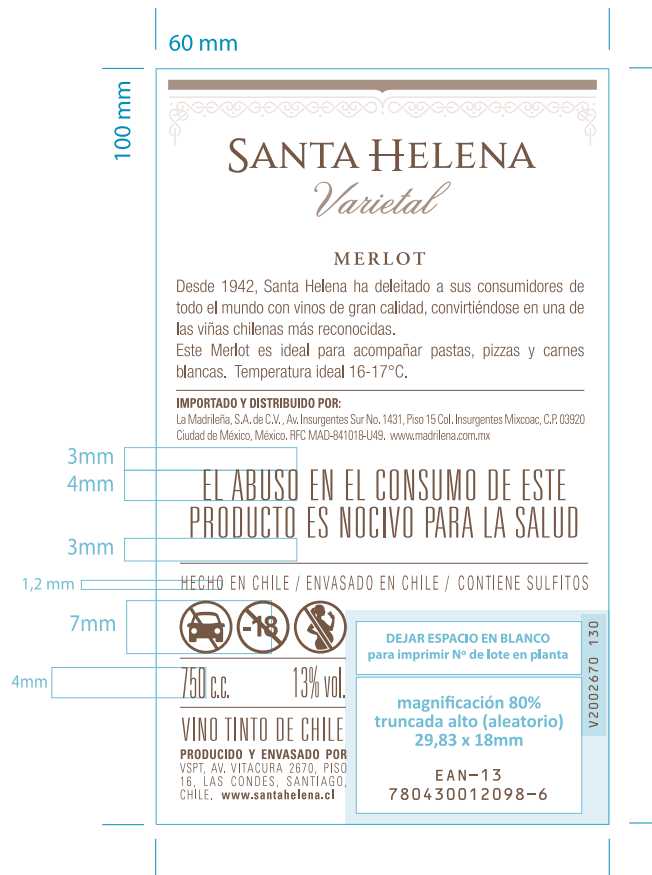 60 mm
100 mm
SANTA HELENA
Varietal
MERLOT
Desde 1942, Santa Helena ha deleitado a sus consumidores de
todo el mundo con vinos de gran calidad, convirtiéndose en una de
las viñas chilenas más reconocidas.
Este Merlot es ideal para acompañar pastas, pizzas y carnes
blancas. Temperatura ideal 16-17°C.
IMPORTADO Y DISTRIBUIDO POR:
La Madrileña, S.A. de C.V. , Av. Insurgentes Sur No. 1431, Piso 15 Col. Insurgentes Mixcoac, C.P. 03920
Ciudad de México, México. RFC MAD-841018-U49. www.madrilena.com.mx
3mm
4mm
EL ABUSO EN EL CONSUMO DE ESTE
PRODUCTO ES NOCIVO PARA LA SALUD
3mm
1,2 mm
HECHO EN CHILE / ENVASADO EN CHILE / CONTIENE SULFITOS
7mm
-18
DEJAR ESPACIO EN BLANCO
para imprimir Nº de lote en planta
V2002670 130
4mm
750 c.c. 13% vol.
magnificación 80%
truncada alto (aleatorio)
29,83 x 18mm
EAN-13
780430012098-6
VINO TINTO DE CHILE
PRODUCIDO Y ENVASADO POR
VSPT, AV. VITACURA 2670, PISO
16, LAS CONDES, SANTIAGO,
CHILE. www.santahelena.cl